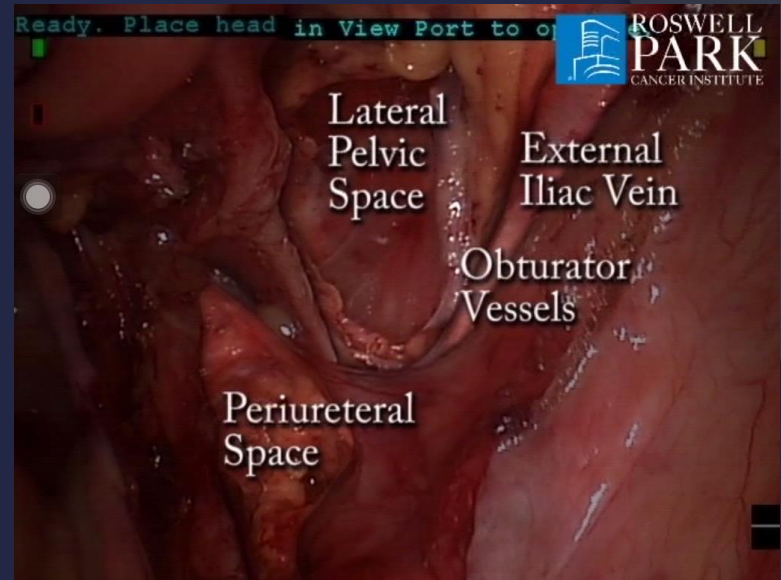 Ready. Place head in View Port to op
ROSWELL
PARK
CANCER INSTITUTE
Lateral
Pelvic
Space
External
Iliac Vein
Obturator
Vessels
Periureteral
Space